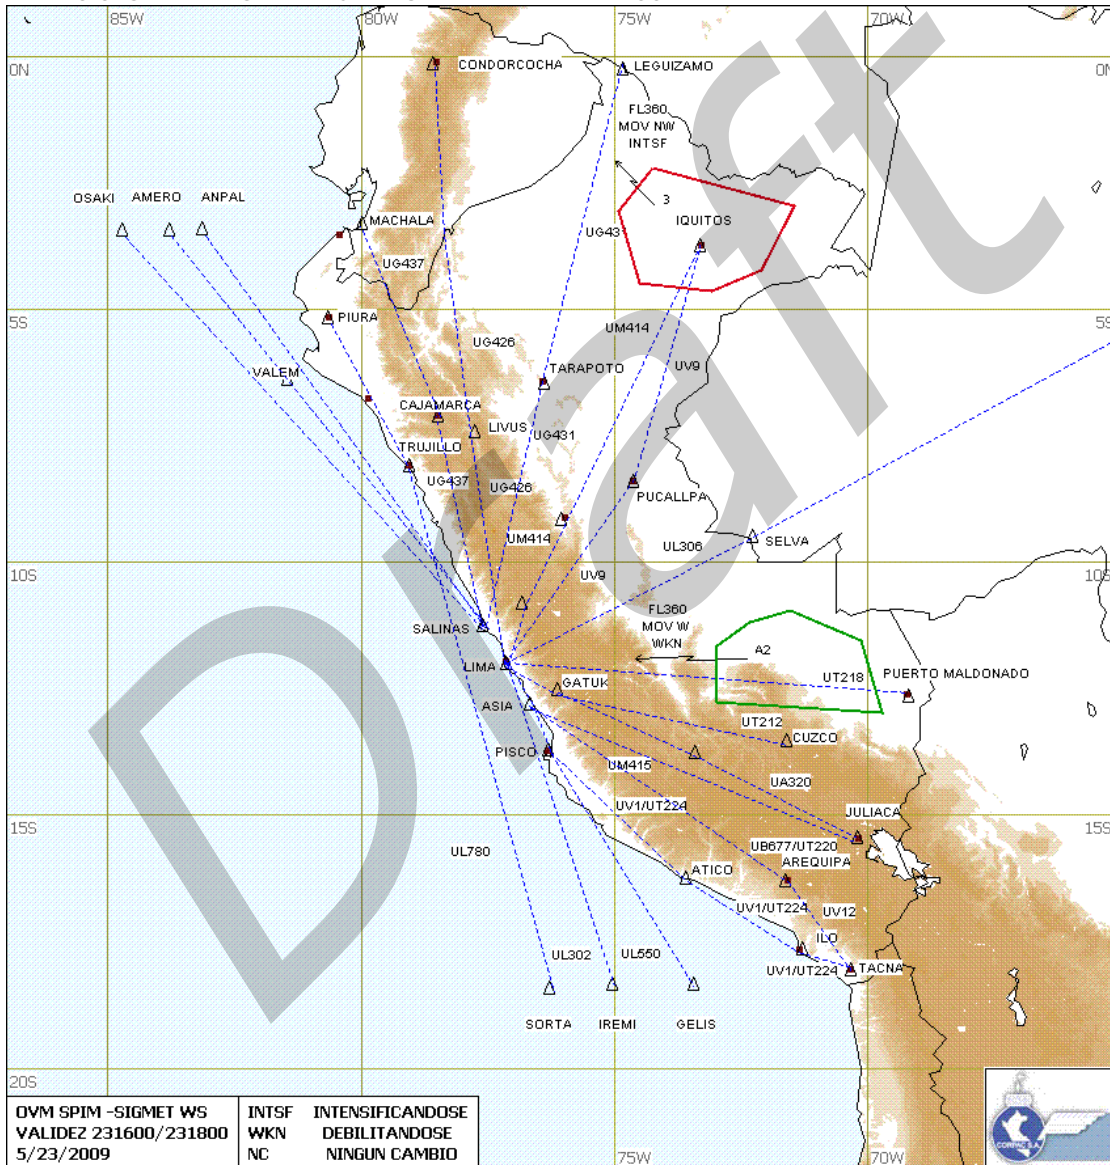 85W
80W
75W
70W
0N
CONDORCOCHA
LEGUIZAMO
0N
FL360
MOV NW
INTSF
OSAKI
AMERO
ANPAL
3
MACHALA
IQUITOS
UG43
UG437
5S
PIURA
5S
UM414
UG426
VALEM
TARAPOTO
UV9
CAJAMARCA
LIVUS
UG431
TRUJILLO
UG437
UG426
PUCALLPA
UM414
UL306
SELVA
10S
UV9
10S
FL360
MOV W
WKN
SALINAS
A2
LIMA
GATUK
UT218
PUERTO MALDONADO
ASIA
UT212
CUZCO
PISCO
UM415
UA320
UV1/UT224
JULIACA
15S
15S
UL780
UB677/UT220
AREQUIPA
ATICO
UV1/UT224
UV12
ILO
UL302
UL550
UV1/UT224
TACNA
SORTA
IREMI
GELIS
20S
OVM SPIM -SIGMET WS
VALIDEZ 231600/231800
5/23/2009
INTSF INTENSIFICANDOSE
WKN DEBILITANDOSE
NC NINGUN CAMBIO
75W
70W
CORPAC S.A.
Draft